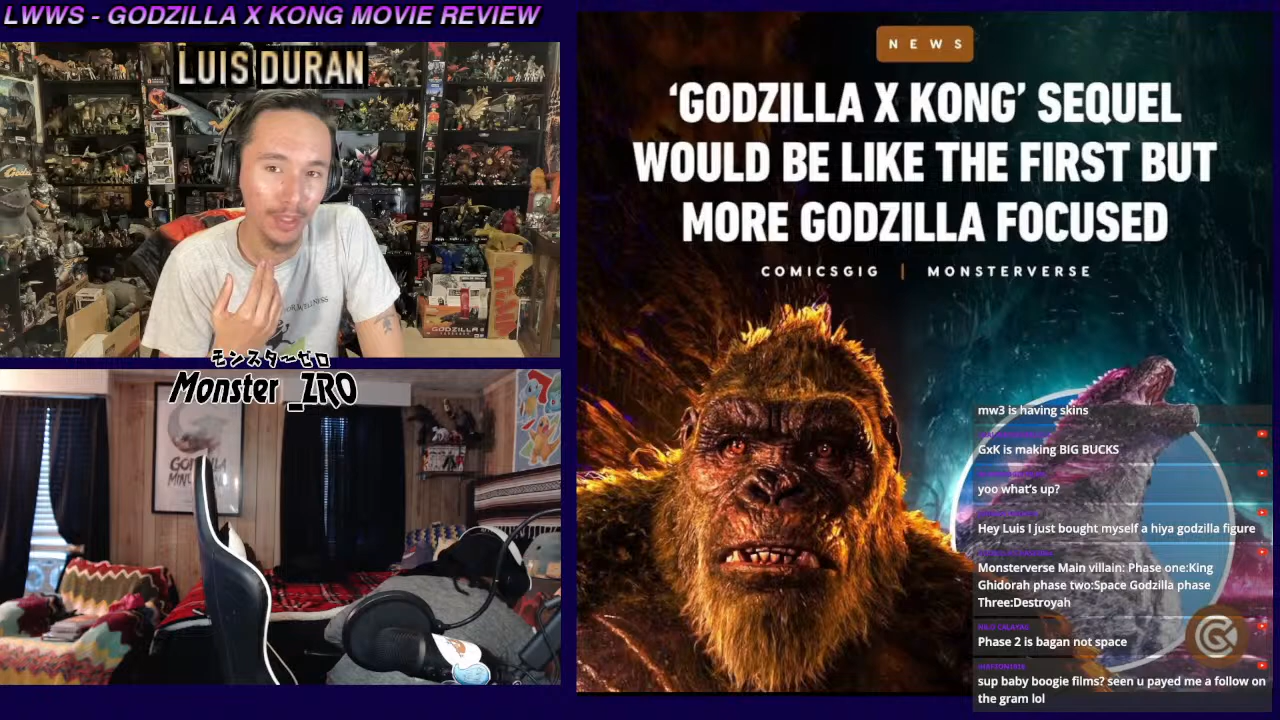 LWWS - GODZILLA X KONG MOVIE REVIEW
LUIS DURAN
モンスターゼロ
Monster _ZRO
NEWS
‘GODZILLA X KONG’ SEQUEL
WOULD BE LIKE THE FIRST BUT
MORE GODZILLA FOCUSED
COMICSGIG | MONSTERVERSE
mw3 is having skins
GxK is making BIG BUCKS
yoo what’s up?
Hey Luis I just bought myself a hiya godzilla figure
Monsterverse Main villain: Phase one:King
Ghidorah phase two:Space Godzilla phase
Three:Destroyah
Phase 2 is bagan not space
sup baby boogie films? seen u payed me a follow on
the gram lol
GODZILLA